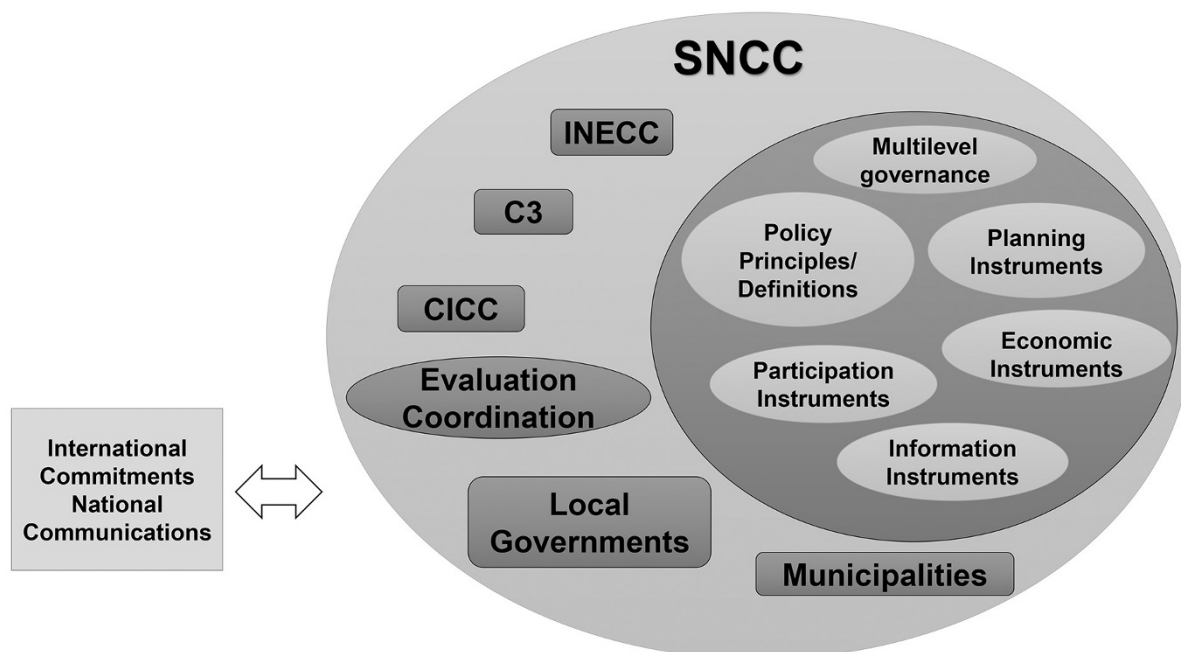 SNCC
INECC
C3
CICC
Evaluation
Coordination
Local
Governments
Municipalities
Multilevel
governance
Policy
Principles/
Definitions
Planning
Instruments
Economic
Instruments
Participation
Instruments
Information
Instruments
International
Commitments
National
Communications